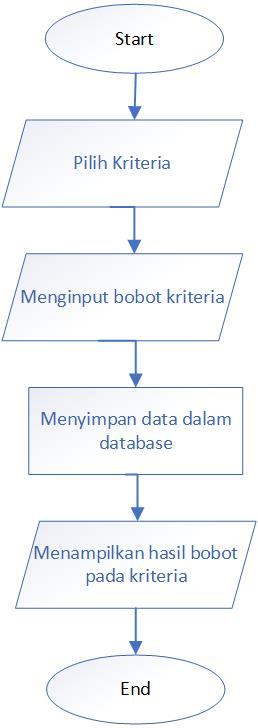 Start
Pilih Kriteria
Menginput bobot kriteria
Menyimpan data dalam
database
Menampilkan hasil bobot
pada kriteria
End